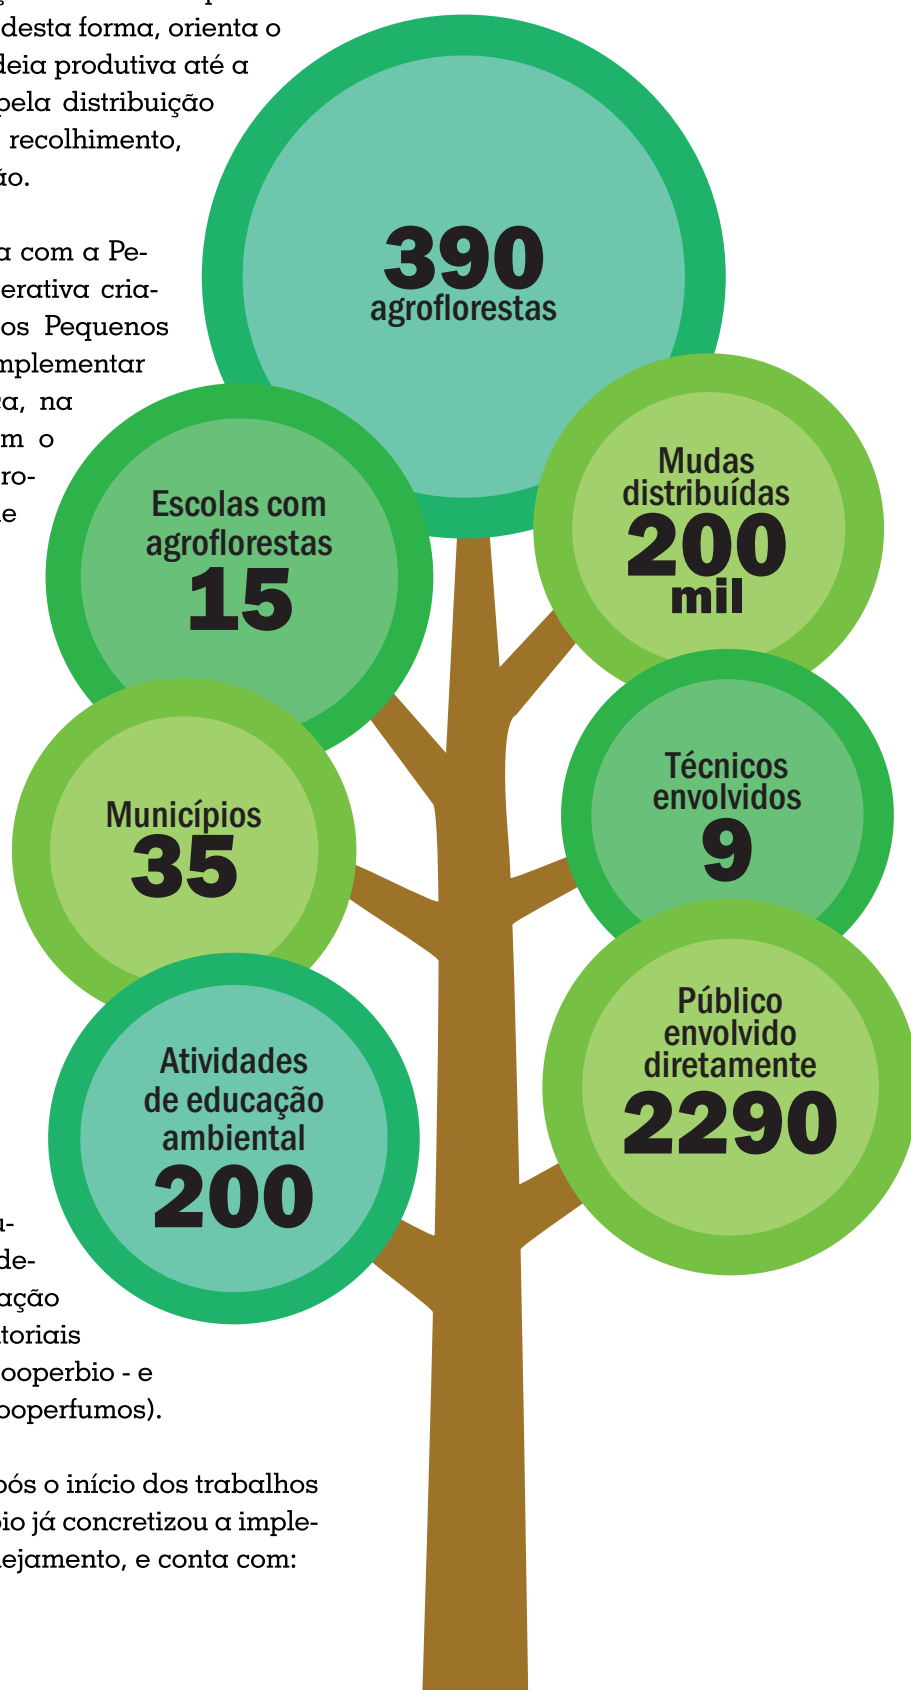 desta forma, orienta o
deia produtiva até a
pela distribuição
recolhimento,
ão.
a com a Pe-
erativa cria-
os Pequenos
mplementar
ca, na
m o
ro-
e
390
agroflorestas
Escolas com
agroflorestas
15
Mudas
distribuídas
200
mil
Municípios
35
Técnicos
envolvidos
9
Atividades
de educação
ambiental
200
Público
envolvido
diretamente
2290
u-
de-
ação
toriais
ooperbio - e
ooperfumos).
pós o início dos trabalhos
bio já concretizou a imple-
nejamento, e conta com: